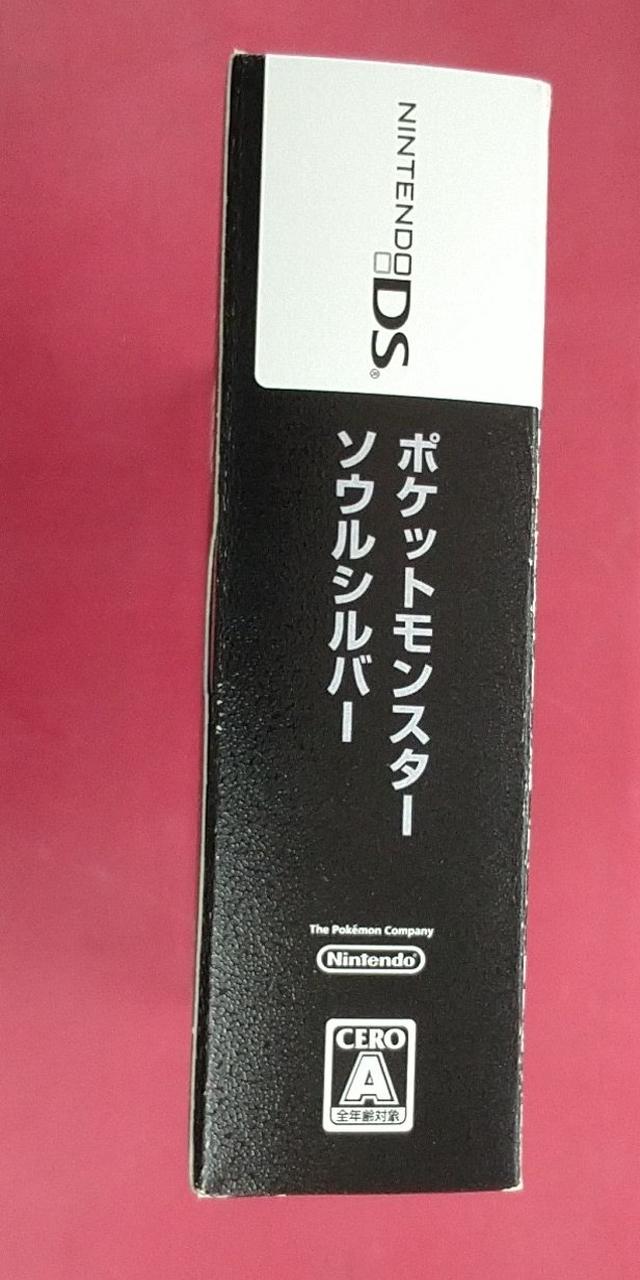 NINTENDO DS®
ポケットモンスター
ソウルシルバー
The Pokémon Company
Nintendo®
CERO
A
全年齢対象